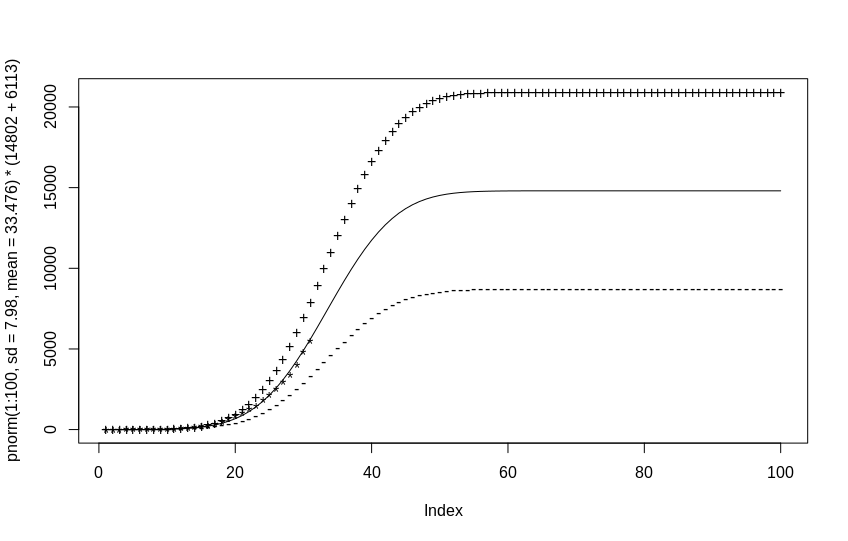 pnorm(1:100, sd = 7.98, mean = 33.476) * (14802 + 6113)
20000
15000
10000
5000
0
0 20 40 60 80 100
Index